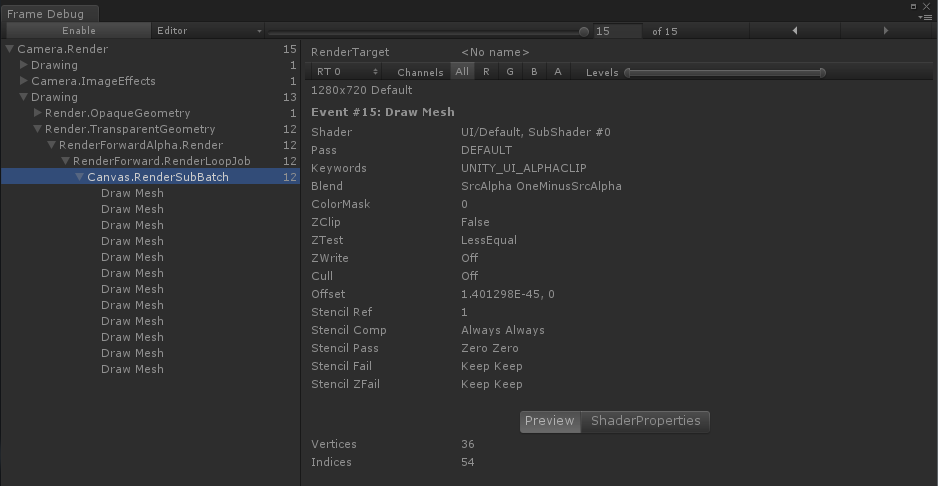 Frame Debug
Enable Editor 15 of 15
Camera.Render 15
Drawing 1
Camera.ImageEffects 1
Drawing 13
Render.OpaqueGeometry 1
Render.TransparentGeometry 12
RenderForwardAlpha.Render 12
RenderForward.RenderLoopJob 12
Canvas.RenderSubBatch 12
Draw Mesh
Draw Mesh
Draw Mesh
Draw Mesh
Draw Mesh
Draw Mesh
Draw Mesh
Draw Mesh
Draw Mesh
Draw Mesh
Draw Mesh
Draw Mesh
RenderTarget <No name>
RT 0 Channels All R G B A Levels
1280x720 Default
Event #15: Draw Mesh
Shader UI/Default, SubShader #0
Pass DEFAULT
Keywords UNITY_UI_ALPHACLIP
Blend SrcAlpha OneMinusSrcAlpha
ColorMask 0
ZClip False
ZTest LessEqual
ZWrite Off
Cull Off
Offset 1.401298E-45, 0
Stencil Ref 1
Stencil Comp Always Always
Stencil Pass Zero Zero
Stencil Fail Keep Keep
Stencil ZFail Keep Keep
Preview ShaderProperties
Vertices 36
Indices 54